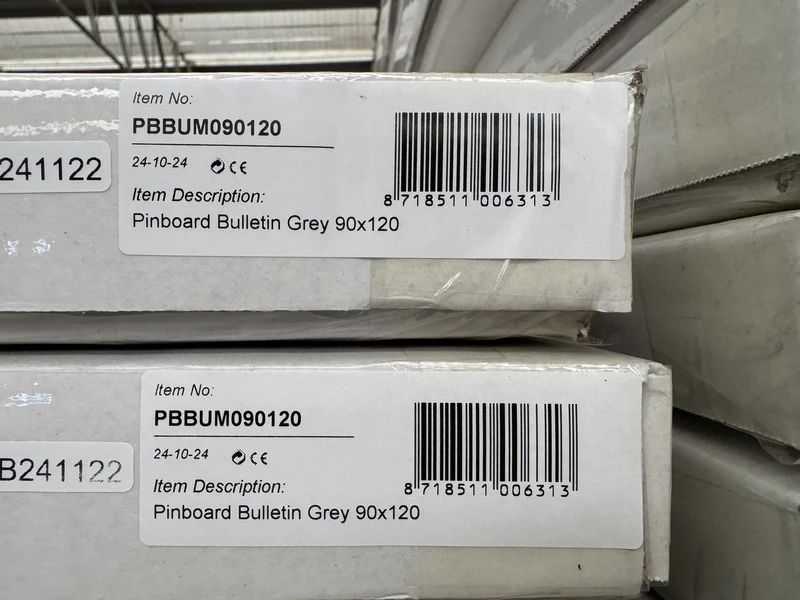 Item No:
PBBUM090120
241122
24-10-24 CE
Item Description:
Pinboard Bulletin Grey 90x120
8 718511 006313
Item No:
PBBUM090120
B241122
24-10-24 CE
Item Description:
Pinboard Bulletin Grey 90x120
8 718511 006313